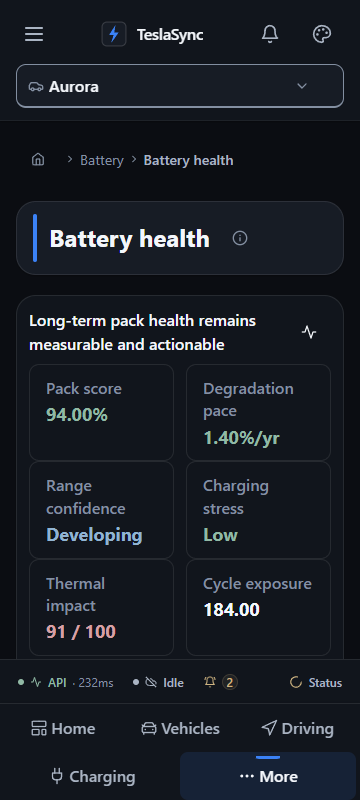 TeslaSync
Aurora
Battery
Battery health
Battery health
Long-term pack health remains
measurable and actionable
Pack score
94.00%
Degradation
pace
1.40%/yr
Range
confidence
Developing
Charging
stress
Low
Thermal
impact
91 / 100
Cycle exposure
184.00
API · 232ms
Idle
2
Status
Home
Vehicles
Driving
Charging
More